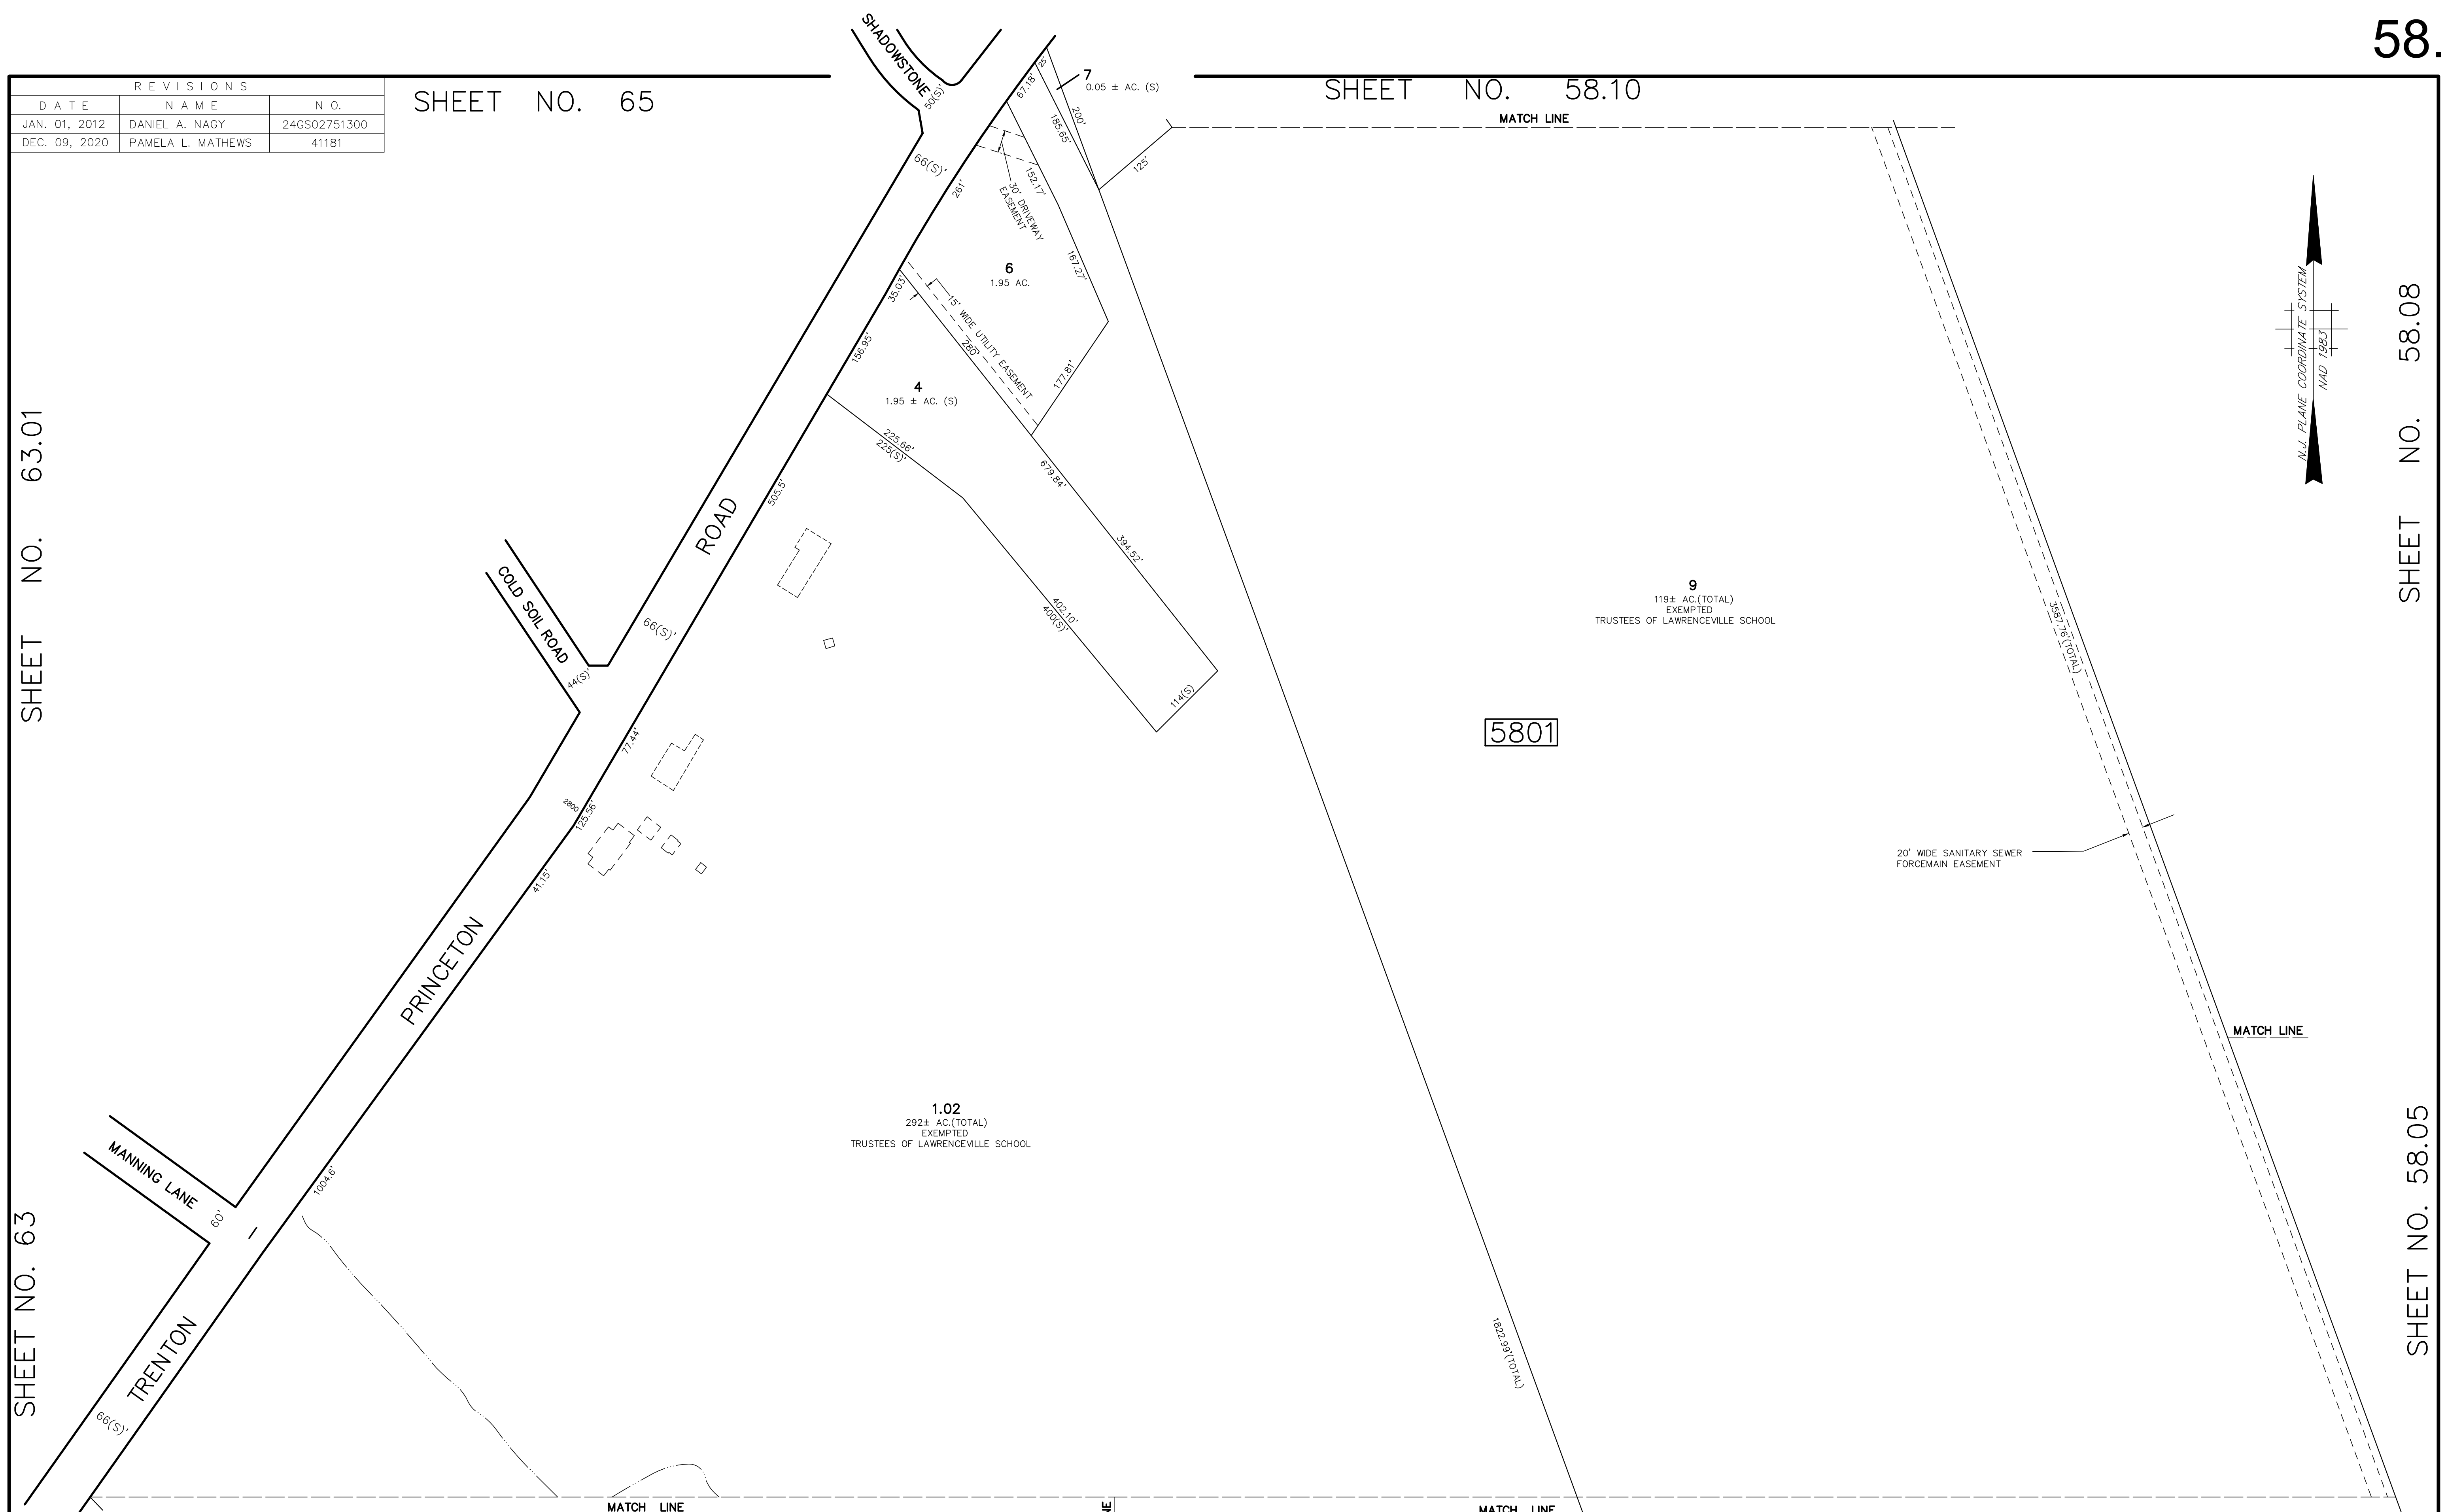 58.
REVISIONS
DATE NAME NO.
JAN. 01, 2012 DANIEL A. NAGY 24GS02751300
DEC. 09, 2020 PAMELA L. MATHEWS 41181
SHEET NO. 65
SHEET NO. 58.10
MATCH LINE
SHADOWSTONE
50(S)'
67.18'
25'
7
0.05 ± AC. (S)
200'
185.65'
125'
66(S)'
261'
152.17'
30' DRIVEWAY
EASEMENT
167.27'
6
1.95 AC.
35.03'
15' WIDE UTILITY EASEMENT
280'
177.81'
156.95'
4
1.95 ± AC. (S)
225.66'
225(S)'
679.84'
394.52'
402.10'
400(S)'
114(S)
505.5'
ROAD
COLD SOIL ROAD
66(S)'
44(S)'
77.44'
2800
125.56'
41.15'
PRINCETON
MANNING LANE
60'
1004.6'
TRENTON
66(S)'
SHEET NO. 63.01
SHEET NO. 63
9
119± AC.(TOTAL)
EXEMPTED
TRUSTEES OF LAWRENCEVILLE SCHOOL
5801
1.02
292± AC.(TOTAL)
EXEMPTED
TRUSTEES OF LAWRENCEVILLE SCHOOL
3587.76'(TOTAL)
20' WIDE SANITARY SEWER
FORCEMAIN EASEMENT
1822.99'(TOTAL)
N.J. PLANE COORDINATE SYSTEM
NAD 1983
SHEET NO. 58.08
MATCH LINE
SHEET NO. 58.05
MATCH LINE
NE
MATCH LINE